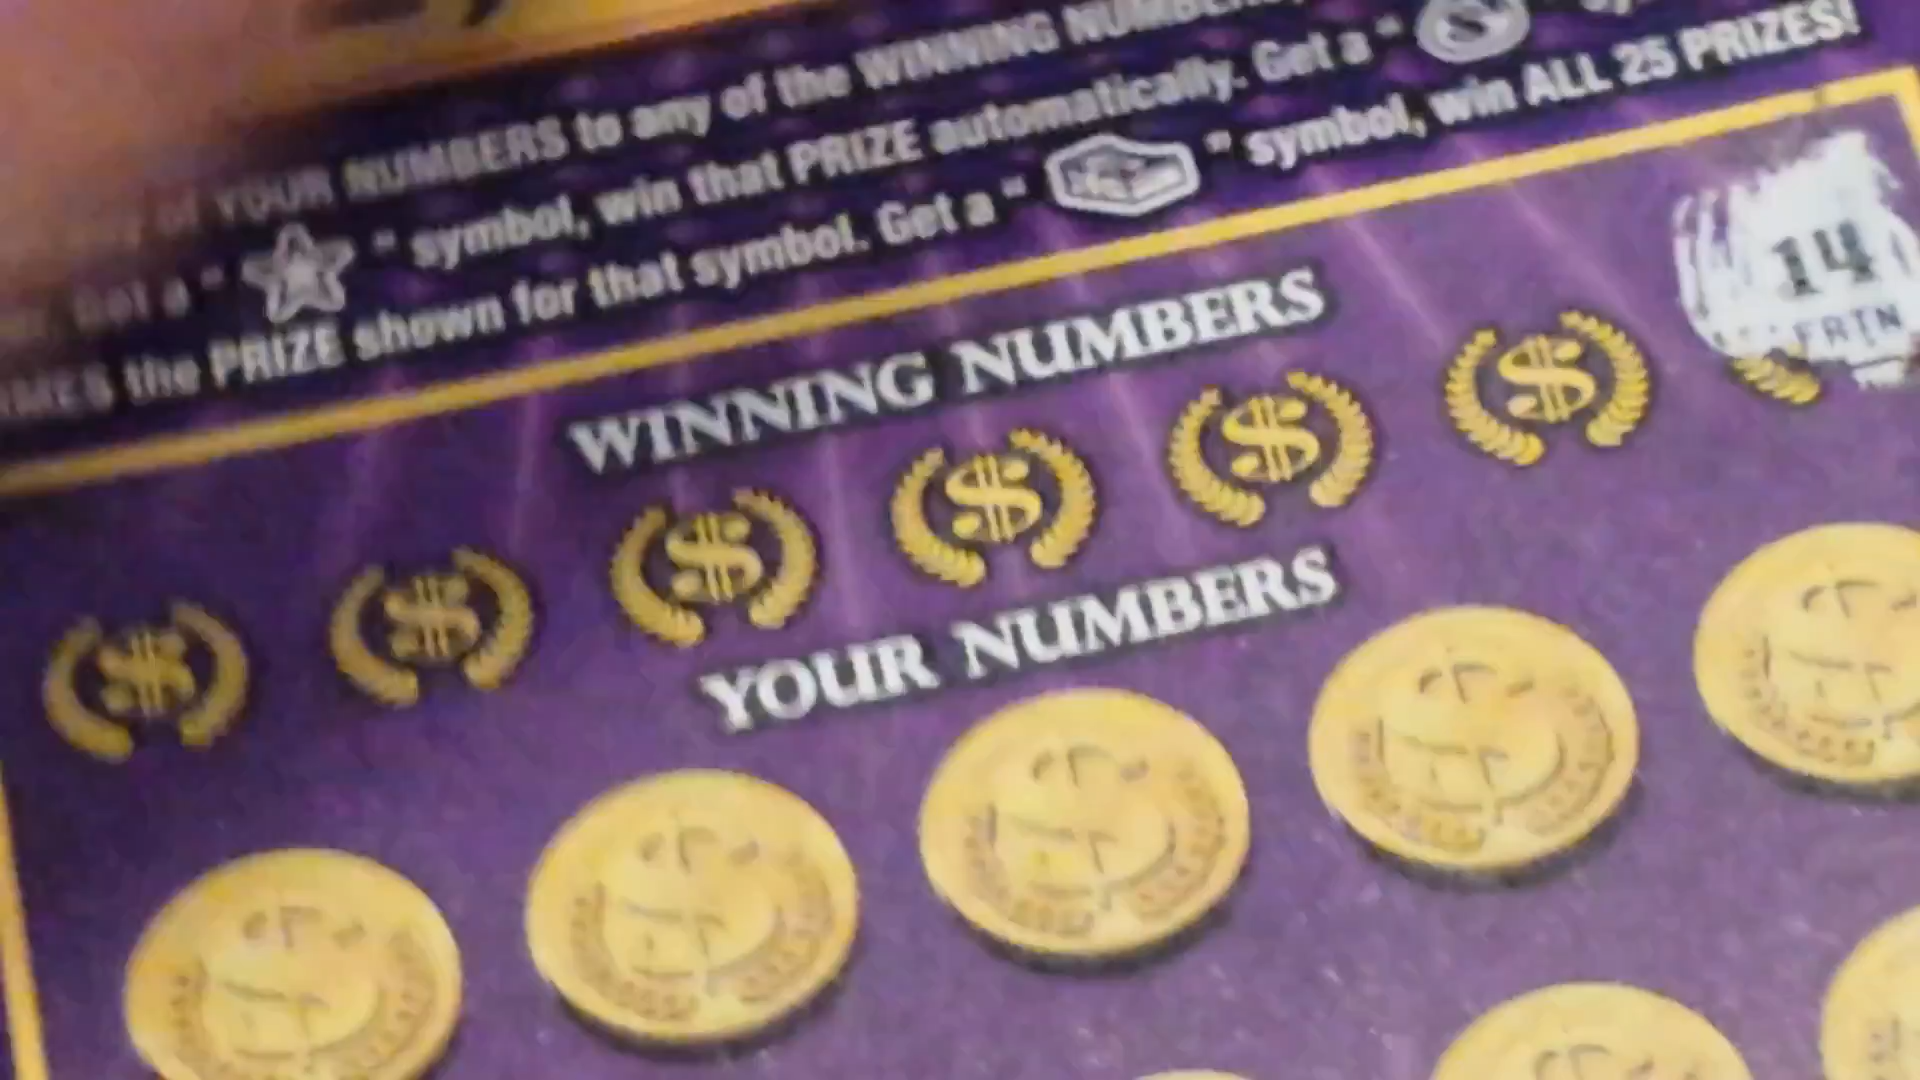 of YOUR NUMBERS to any of the WINNING NUMBERS
Get a " " symbol, win that PRIZE automatically. Get a "
the PRIZE shown for that symbol. Get a " " symbol, win ALL 25 PRIZES!
WINNING NUMBERS
14
FRTN
YOUR NUMBERS